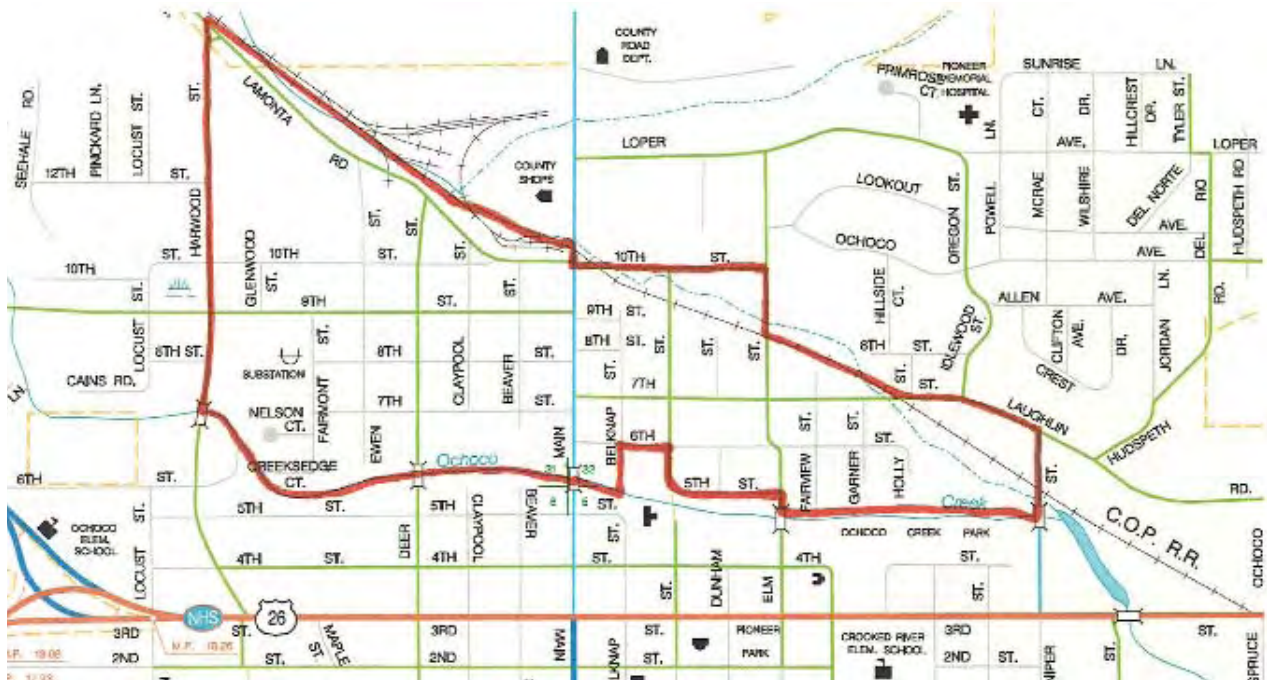 COUNTY
ROAD
DEPT.
PRIMROSE
CT.
PIONEER
MEMORIAL
HOSPITAL
SUNRISE
LN.
SEEHALE RD.
PINCKARD LN.
LOCUST ST.
ST.
LAMONTA
RD
LN.
CT.
DR.
HILLCREST
DR.
TYLER ST.
AVE.
LOPER
LOPER
12TH
ST.
COUNTY
SHOPS
LOOKOUT
OREGON ST.
POWELL
MCRAE
WILSHIRE
DEL NORTE
DEL RIO
HUDSPETH RD
HARWOOD
ST.
ST.
OCHOCO
AVE.
AVE.
10TH
ST.
GLENWOOD
ST.
10TH
ST.
ST.
10TH
ST.
HILLSIDE
CT.
LN.
RD.
ST.
9TH
ST.
ST.
9TH
ST.
ALLEN
AVE.
LOCUST
8TH
ST.
8TH
ST.
8TH
ST.
ST.
ST.
ST.
ST.
IDLEWOOD
ST.
CLIFTON
AVE.
DR.
JORDAN
CREST
CAINS RD.
SUBSTATION
FAIRMONT
ST.
CLAYPOOL
BEAVER
ST.
7TH
ST.
ST.
LN
NELSON
CT.
7TH
ST.
LAUGHLIN
HUDSPETH
EWEN
MAIN
BELKNAP
6TH
ST.
ST.
6TH
ST.
CREEKSEDGE
CT.
Ochoco
31
5TH
ST.
FAIRVIEW
GARNER
HOLLY
ST.
RD.
5TH
ST.
5TH
ST.
DEER
CLAYPOOL
BEAVER
ST.
Creek
C.O.P. R.R.
OCHOCO
ELEM.
SCHOOL
ST.
OCHOCO CREEK PARK
LOCUST
4TH
ST.
4TH
ST.
4TH
ST.
DUNHAM
ELM
ST.
ST.
OCHOCO
NHS
26
3RD
ST.
MAPLE
ST.
3RD
ST.
PIONEER
PARK
CROOKED RIVER
ELEM. SCHOOL
3RD
ST.
2ND
ST.
2ND
ST.
MAIN
ST.
2ND
ST.
ST.
SPRUCE